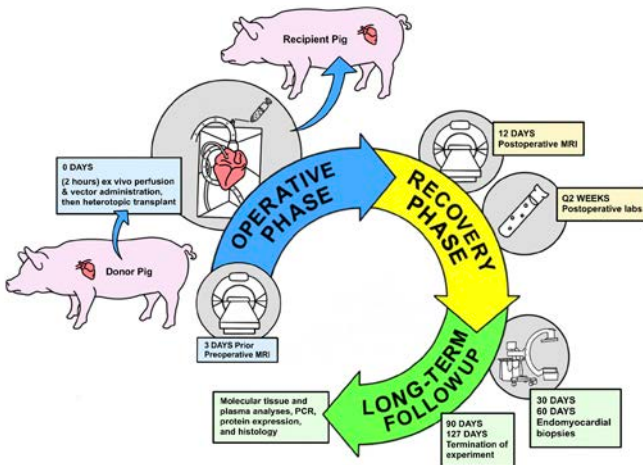 Recipient Pig
0 DAYS
(2 hours) ex vivo perfusion
& vector administration,
then heterotopic transplant
Donor Pig
3 DAYS Prior
Preoperative MRI
OPERATIVE
PHASE
12 DAYS
Postoperative MRI
RECOVERY
PHASE
Q2 WEEKS
Postoperative labs
LONG-TERM
FOLLOWUP
30 DAYS
60 DAYS
Endomyocardial
biopsies
90 DAYS
127 DAYS
Termination of
experiment
Molecular tissue and
plasma analyses, PCR,
protein expression,
and histology